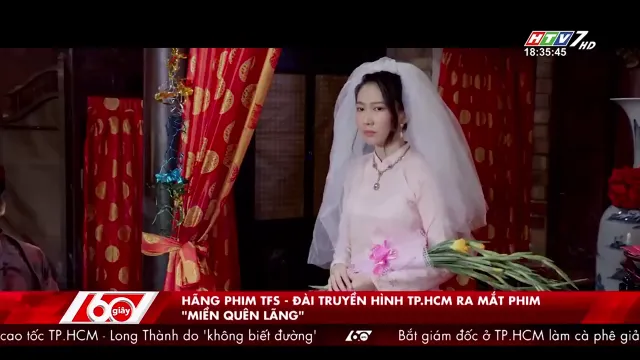 HTV7 HD
18:35:45
HÃNG PHIM TFS - ĐÀI TRUYỀN HÌNH TP.HCM RA MẮT PHIM
"MIỀN QUÊN LÃNG"
60 giây
cao tốc TP.HCM - Long Thành do 'không biết đường' 60 giây Bắt giám đốc ở TP.HCM làm cà phê giả